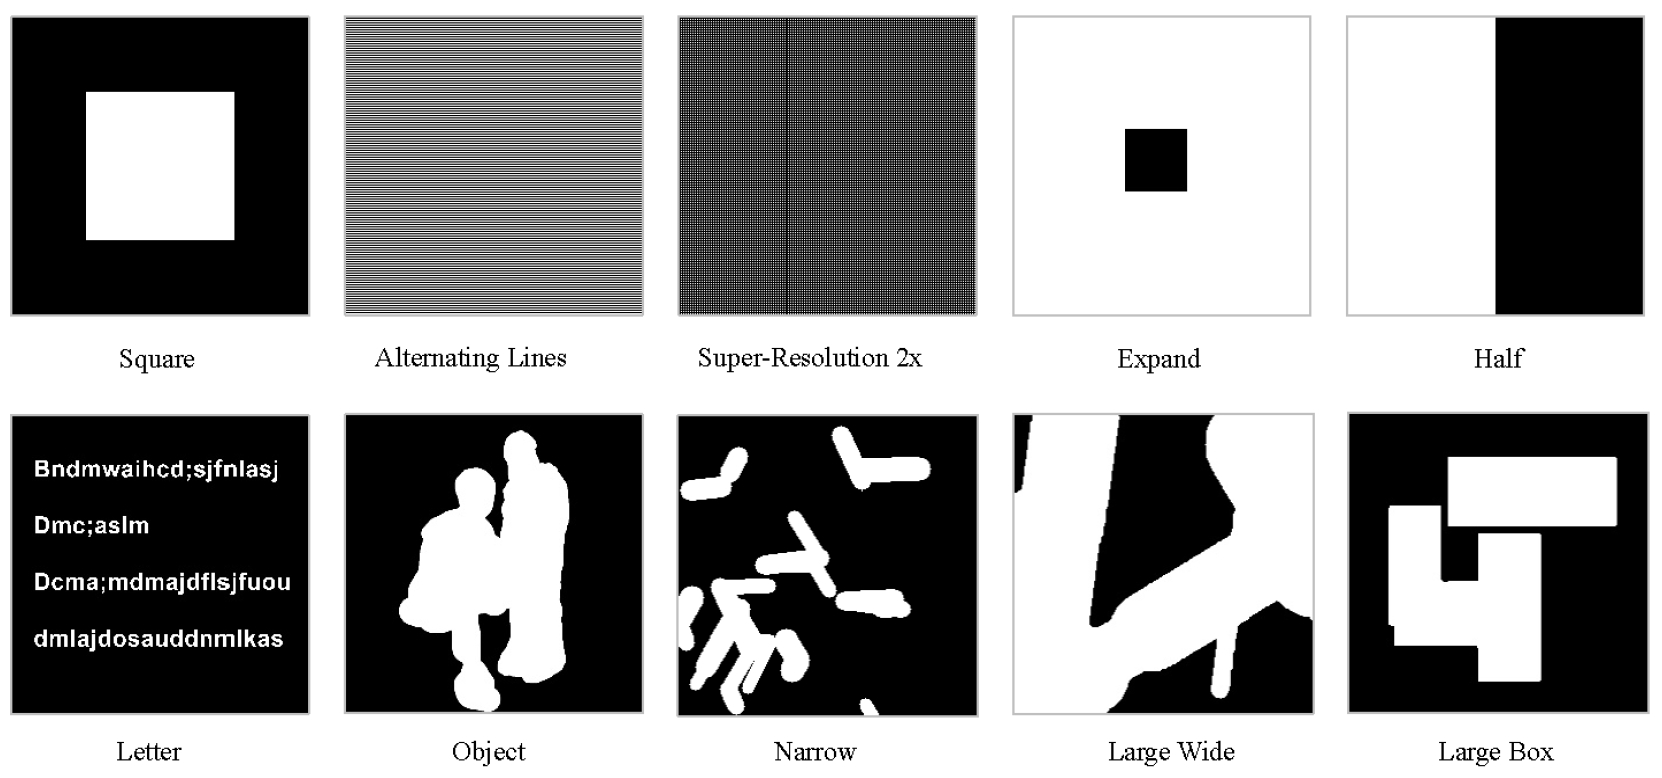 Square
Alternating Lines
Super-Resolution 2x
Expand
Half
Bndmwaihcd;sjfnlasj
Dmc;aslm
Dcma;mdmajdflsjfuou
dmlajdosauddnmlkas
Letter
Object
Narrow
Large Wide
Large Box